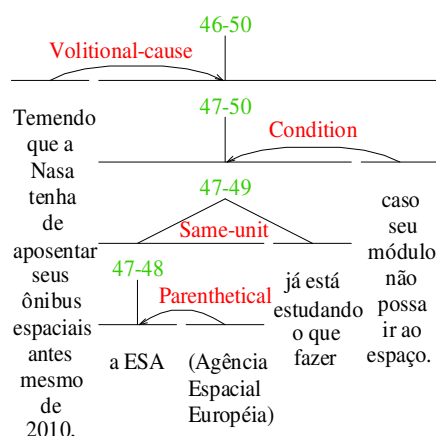 46-50
Volitional-cause
47-50
Condition
47-49
Same-unit
47-48
Parenthetical
Temendo
que a
Nasa
tenha
de
aposentar
seus
ônibus
espaciais
antes
mesmo
de
2010,
a ESA
(Agência
Espacial
Européia)
já está
estudando
o que
fazer
caso
seu
módulo
não
possa
ir ao
espaço.